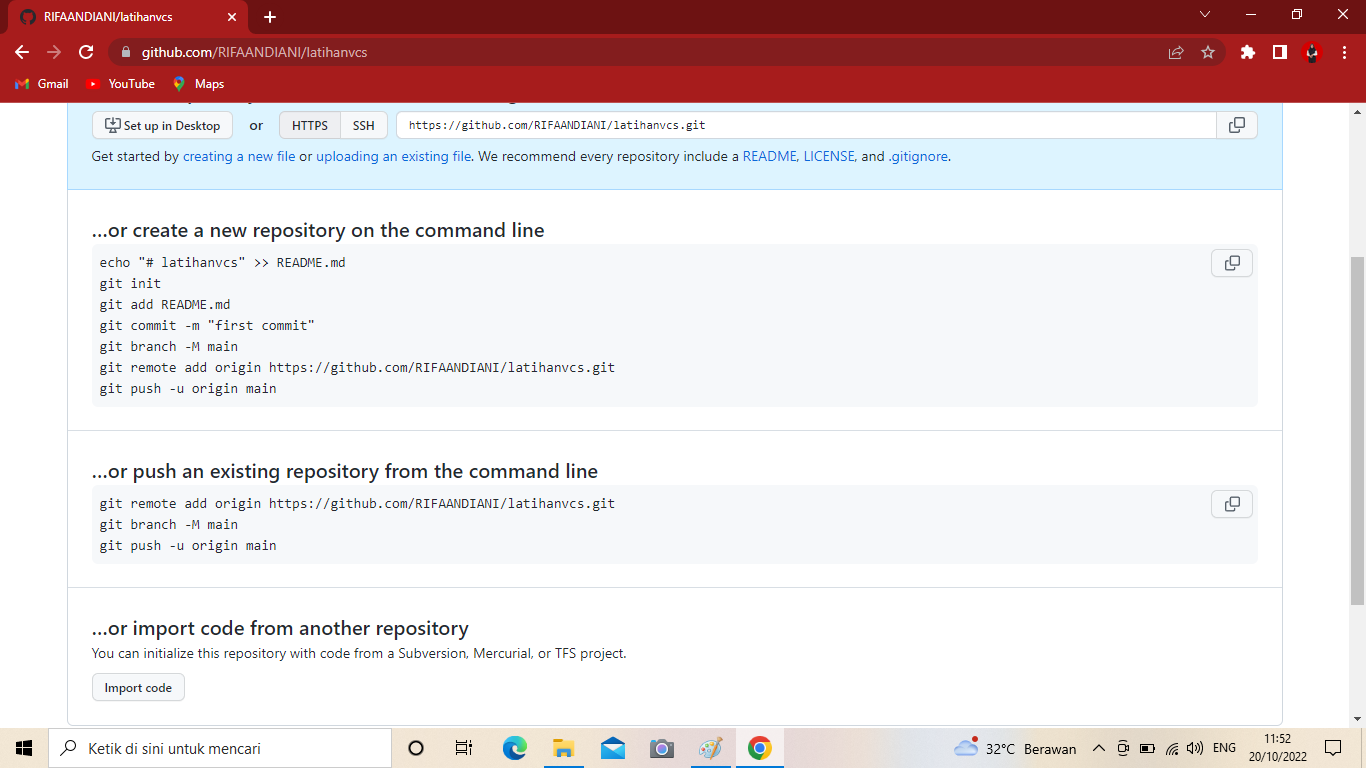 RIFAANDIANI/latihanvcs
github.com/RIFAANDIANI/latihanvcs
Gmail YouTube Maps
Set up in Desktop or HTTPS SSH https://github.com/RIFAANDIANI/latihanvcs.git
Get started by creating a new file or uploading an existing file. We recommend every repository include a README, LICENSE, and .gitignore.
...or create a new repository on the command line
echo "# latihanvcs" >> README.md
git init
git add README.md
git commit -m "first commit"
git branch -M main
git remote add origin https://github.com/RIFAANDIANI/latihanvcs.git
git push -u origin main
...or push an existing repository from the command line
git remote add origin https://github.com/RIFAANDIANI/latihanvcs.git
git branch -M main
git push -u origin main
...or import code from another repository
You can initialize this repository with code from a Subversion, Mercurial, or TFS project.
Import code
Ketik di sini untuk mencari
32°C Berawan
ENG
11:52
20/10/2022